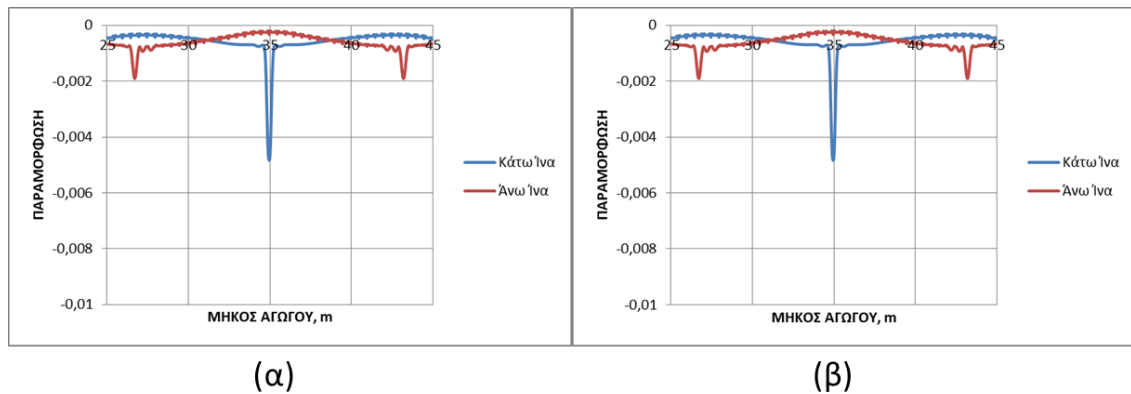 0
-0,002
-0,004
-0,006
-0,008
-0,01
25 30 35 40 45
ΠΑΡΑΜΟΡΦΩΣΗ
ΜΗΚΟΣ ΑΓΩΓΟΥ, m
Κάτω Ίνα
Άνω Ίνα
(α)
0
-0,002
-0,004
-0,006
-0,008
-0,01
25 30 35 40 45
ΠΑΡΑΜΟΡΦΩΣΗ
ΜΗΚΟΣ ΑΓΩΓΟΥ, m
Κάτω Ίνα
Άνω Ίνα
(β)